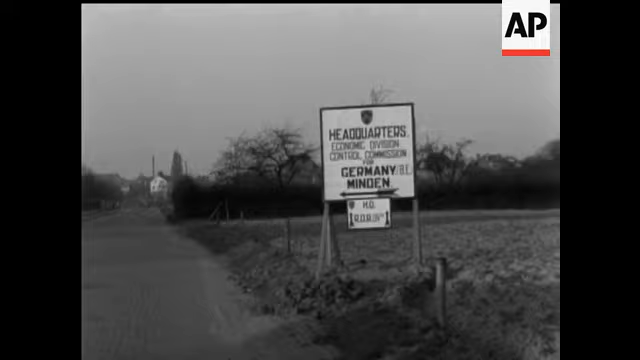 AP
HEADQUARTERS.
ECONOMIC DIVISION
CONTROL COMMISSION
FOR
GERMANY
MINDEN
H.Q.